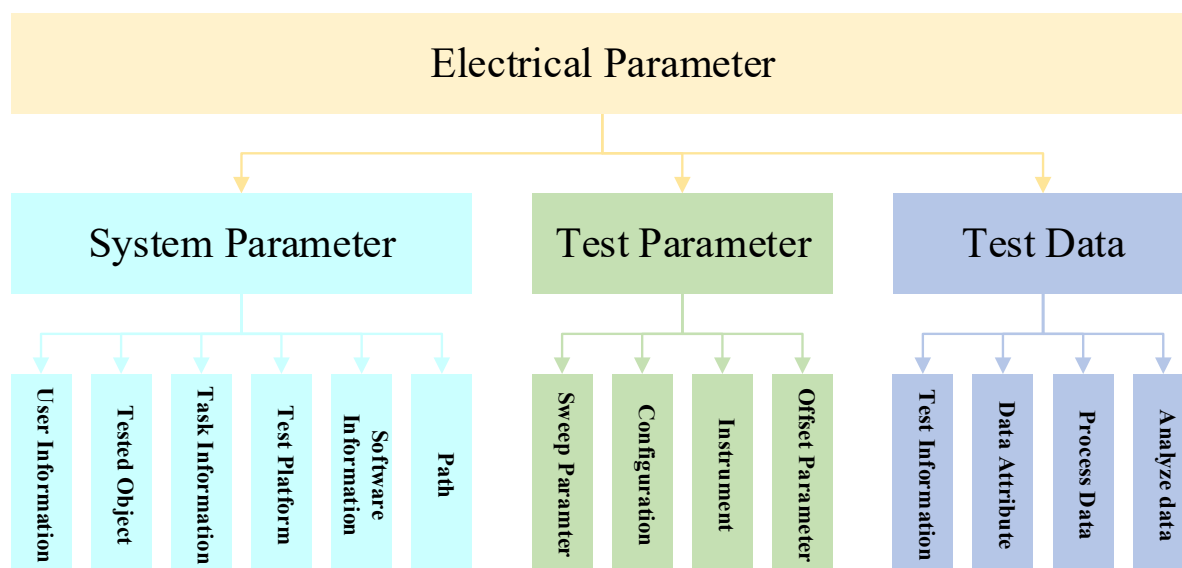 Electrical Parameter
System Parameter
Test Parameter
Test Data
User Information
Tested Object
Task Information
Test Platform
Software
Information
Path
Sweep Paramter
Configuration
Instrument
Offset Parameter
Test Information
Data Attribute
Process Data
Analyze data